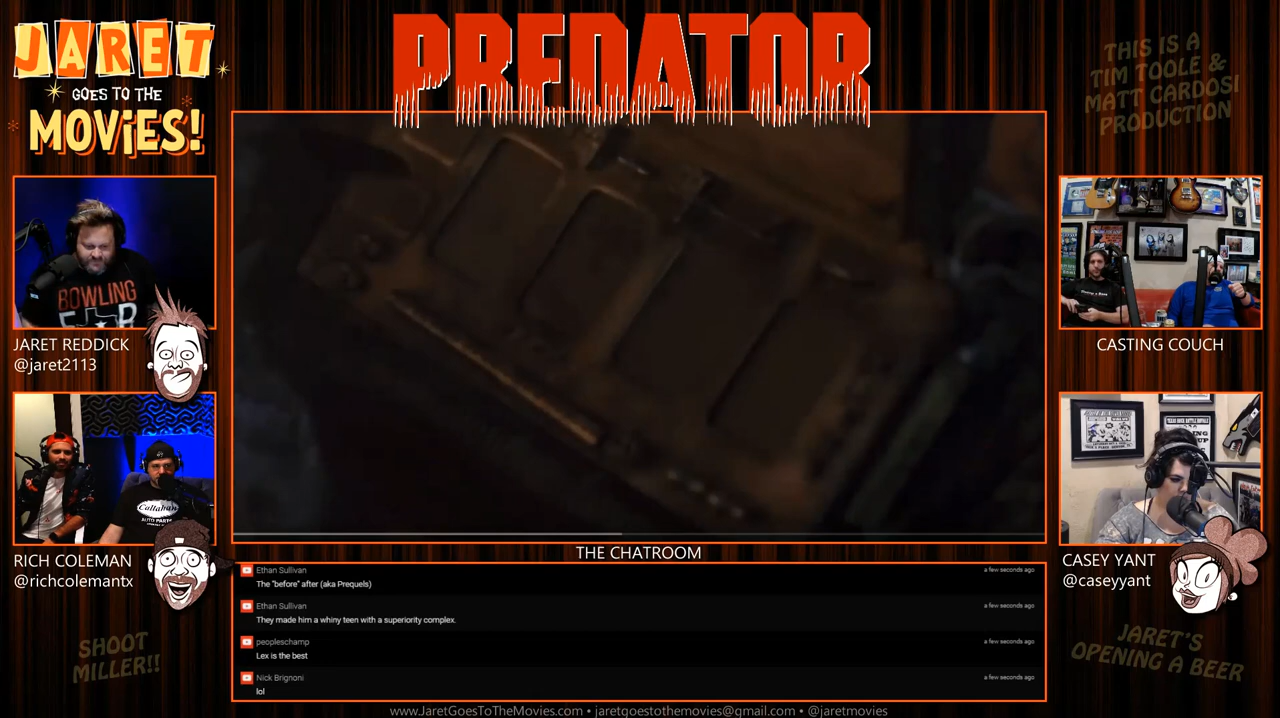 JARET
GOES TO THE
MOVIES!
PREDATOR
THIS IS A
TIM TOOLE &
MATT CARDOSI
PRODUCTION
BOWLING
JARET REDDICK
@jaret2113
CASTING COUCH
Callahan
AUTO PARTS
RICH COLEMAN
@richcolemantx
CASEY YANT
@caseyyant
SHOOT
MILLER!!
JARET'S
OPENING A BEER
THE CHATROOM
Ethan Sullivan
a few seconds ago
The "before" after (aka Prequels)
Ethan Sullivan
a few seconds ago
They made him a whiny teen with a superiority complex.
peopleschamp
a few seconds ago
Lex is the best
Nick Brignoni
a few seconds ago
lol
www.JaretGoesToTheMovies.com • jaretgoestothemovies@gmail.com • @jaretmovies